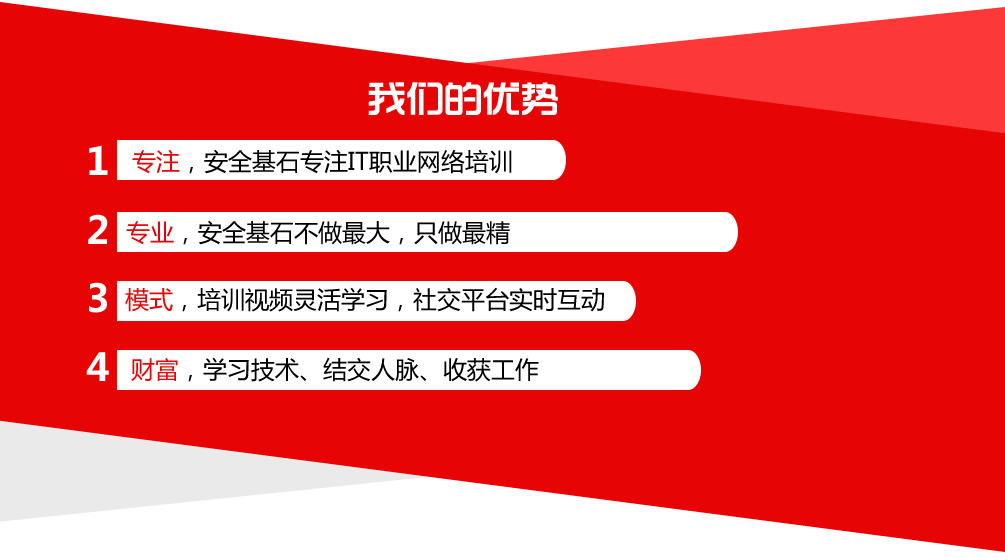 我们的优势
1 专注，安全基石专注IT职业网络培训
2 专业，安全基石不做最大，只做最精
3 模式，培训视频灵活学习，社交平台实时互动
4 财富，学习技术、结交人脉、收获工作